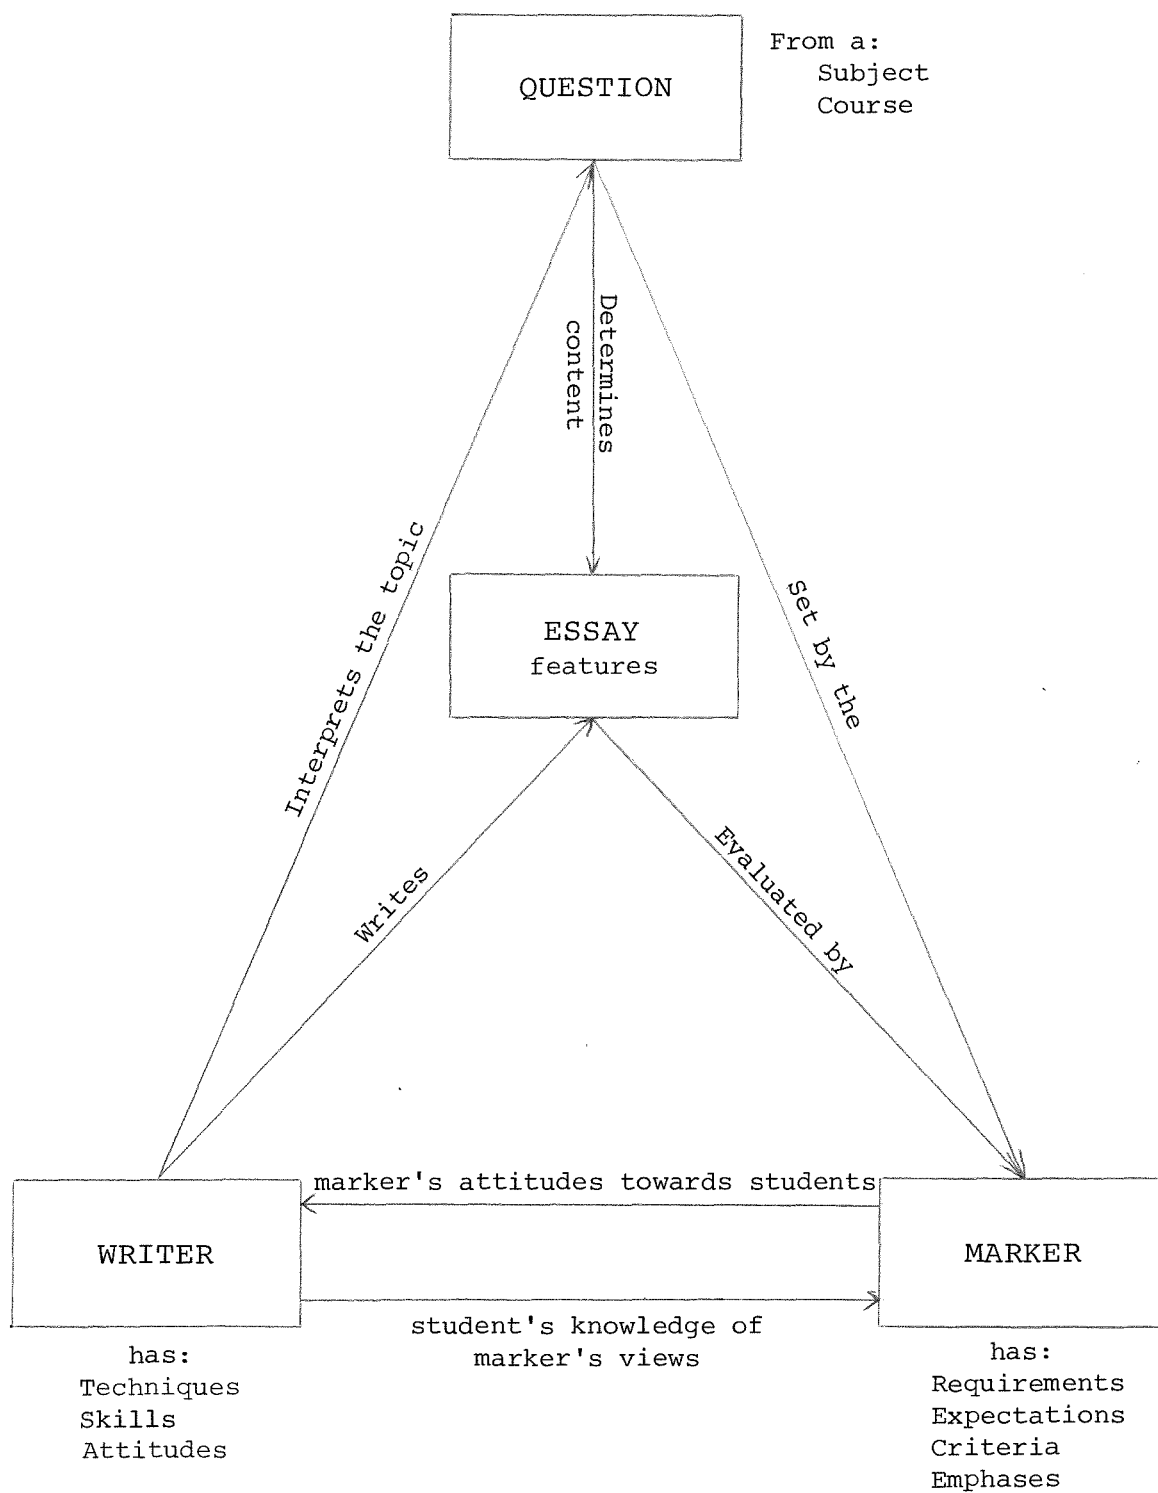 QUESTION
From a:
Subject
Course
Determines
content
Interprets the topic
Set by the
ESSAY
features
Writes
Evaluated by
marker's attitudes towards students
WRITER
MARKER
student's knowledge of
marker's views
has:
Techniques
Skills
Attitudes
has:
Requirements
Expectations
Criteria
Emphases